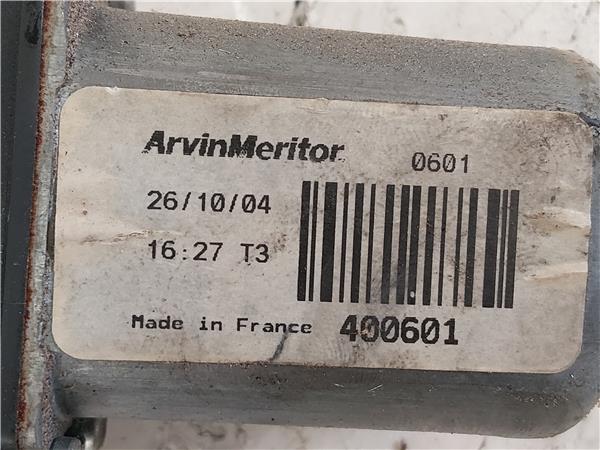 ArvinMeritor 0601
26/10/04
16:27 T3
Made in France 400601